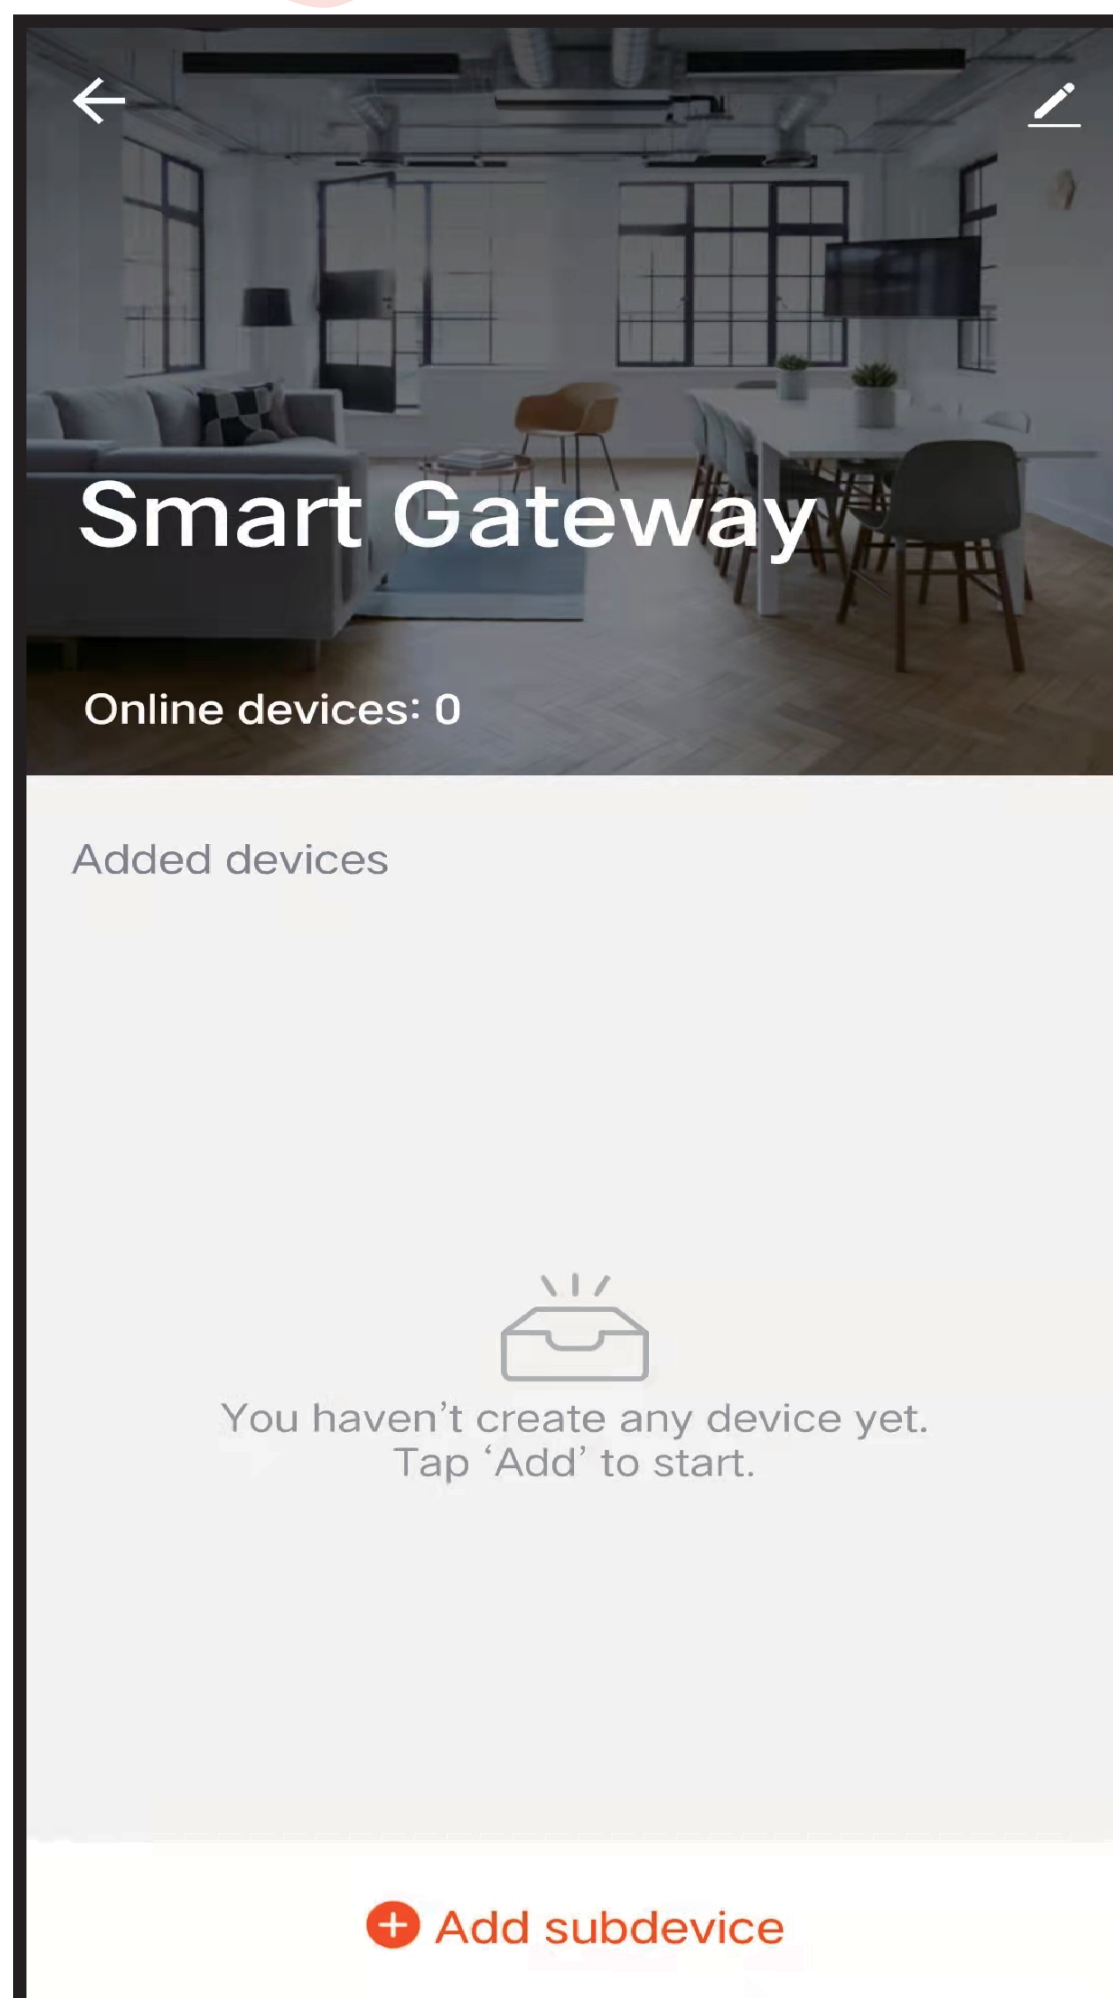 Smart Gateway
Online devices: 0
Added devices
You haven't create any device yet.
Tap ‘Add’ to start.
Add subdevice